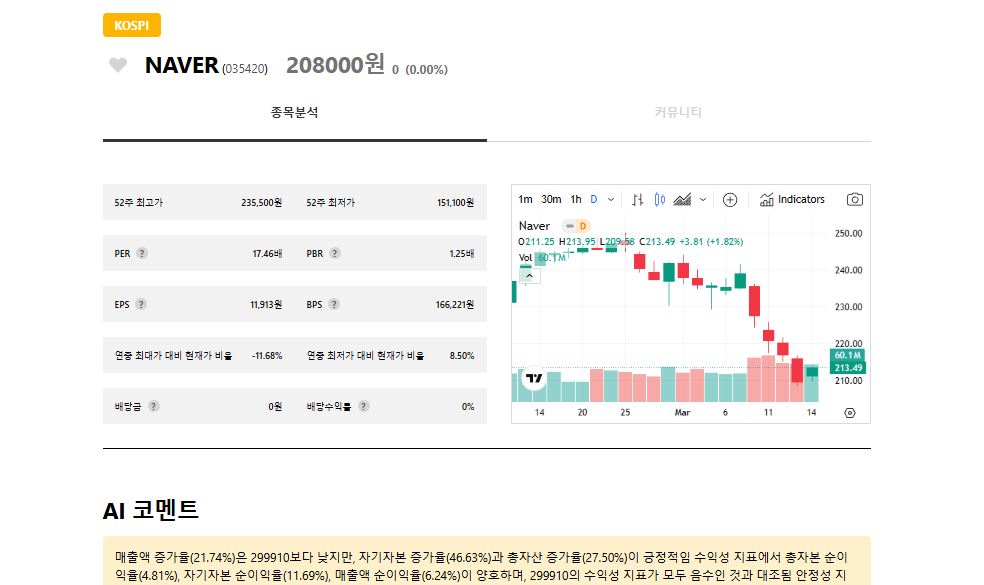 KOSPI
NAVER (035420) 208000원 0 (0.00%)
종목분석 커뮤니티
52주 최고가 235,500원 52주 최저가 151,100원
PER ? 17.46배 PBR ? 1.25배
EPS ? 11,913원 BPS ? 166,221원
연중 최대가 대비 현재가 비율 -11.68% 연중 최저가 대비 현재가 비율 8.50%
배당금 ? 0원 배당수익률 ? 0%
1m 30m 1h D Indicators
Naver D
O211.25 H213.95 L209.58 C213.49 +3.81 (+1.82%)
Vol 60.1M
250.00
240.00
230.00
220.00
60.1M
213.49
210.00
14 20 25 Mar 6 11 14
AI 코멘트
매출액 증가율(21.74%)은 299910보다 낮지만, 자기자본 증가율(46.63%)과 총자산 증가율(27.50%)이 긍정적임 수익성 지표에서 총자본 순이
익율(4.81%), 자기자본 순이익율(11.69%), 매출액 순이익율(6.24%)이 양호하며, 299910의 수익성 지표가 모두 음수인 것과 대조됨 안정성 지